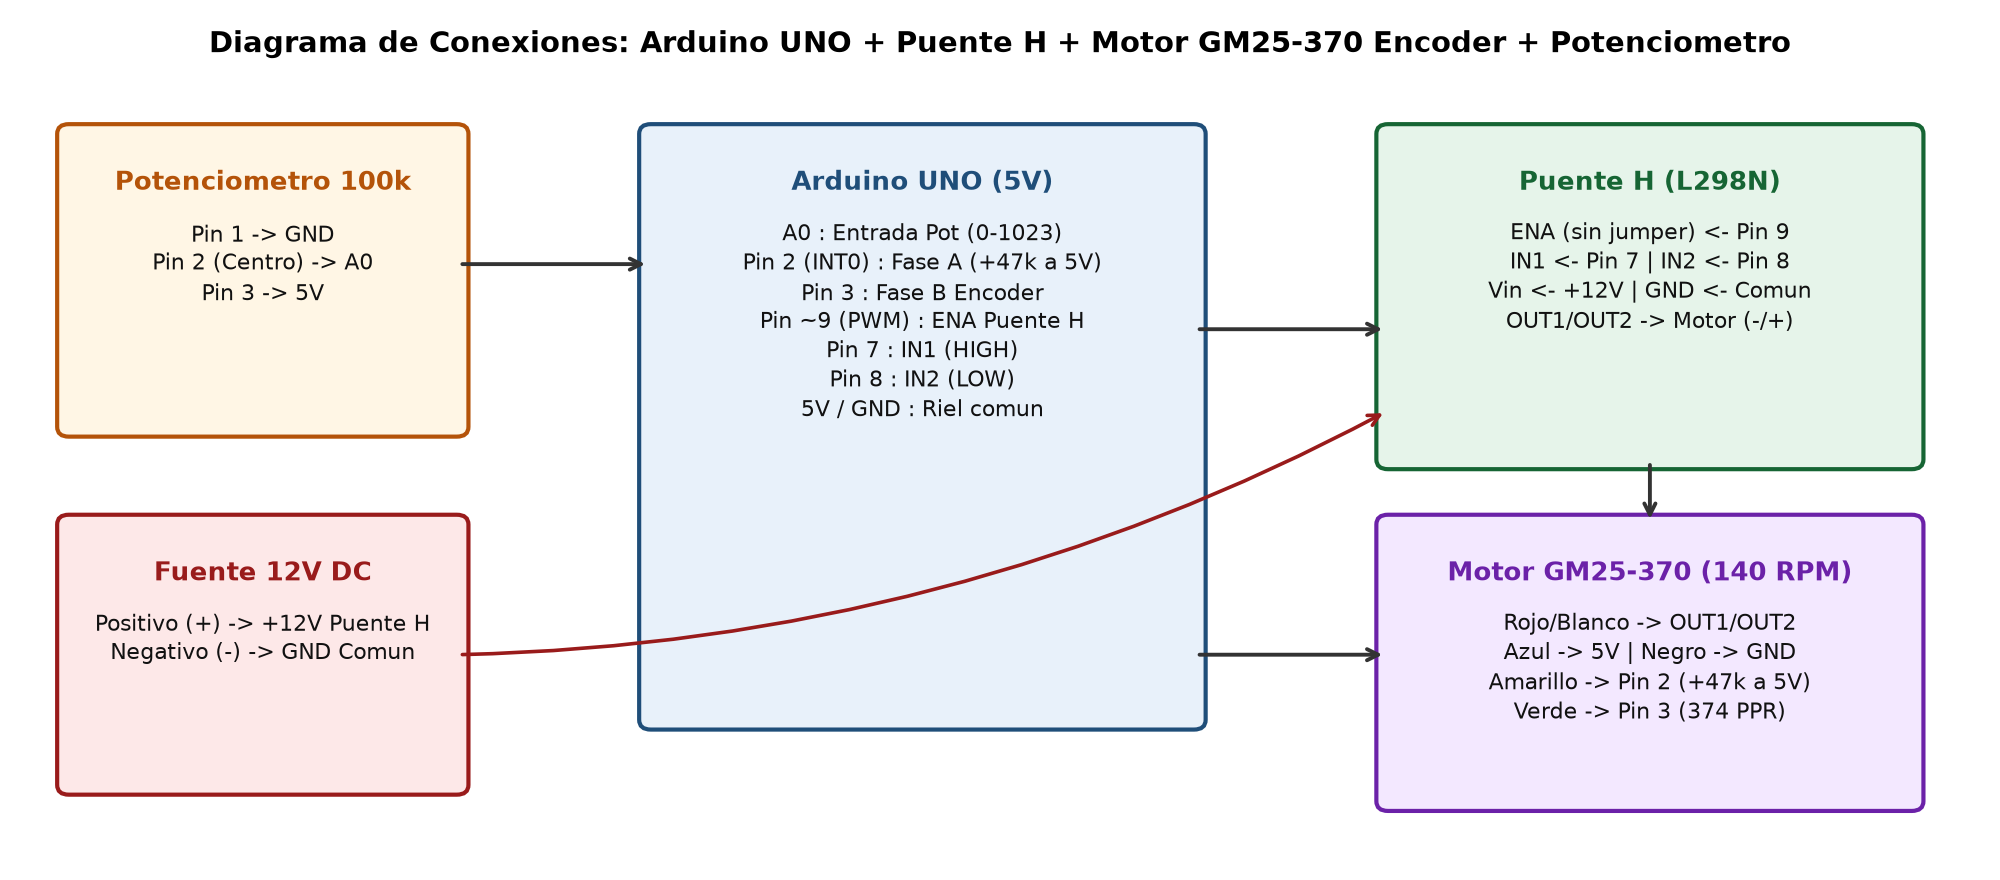 Diagrama de Conexiones: Arduino UNO + Puente H + Motor GM25-370 Encoder + Potenciometro
Potenciometro 100k
Pin 1 -> GND
Pin 2 (Centro) -> A0
Pin 3 -> 5V
Arduino UNO (5V)
A0 : Entrada Pot (0-1023)
Pin 2 (INT0) : Fase A (+47k a 5V)
Pin 3 : Fase B Encoder
Pin ~9 (PWM) : ENA Puente H
Pin 7 : IN1 (HIGH)
Pin 8 : IN2 (LOW)
5V / GND : Riel comun
Puente H (L298N)
ENA (sin jumper) <- Pin 9
IN1 <- Pin 7 | IN2 <- Pin 8
Vin <- +12V | GND <- Comun
OUT1/OUT2 -> Motor (-/+)
Fuente 12V DC
Positivo (+) -> +12V Puente H
Negativo (-) -> GND Comun
Motor GM25-370 (140 RPM)
Rojo/Blanco -> OUT1/OUT2
Azul -> 5V | Negro -> GND
Amarillo -> Pin 2 (+47k a 5V)
Verde -> Pin 3 (374 PPR)